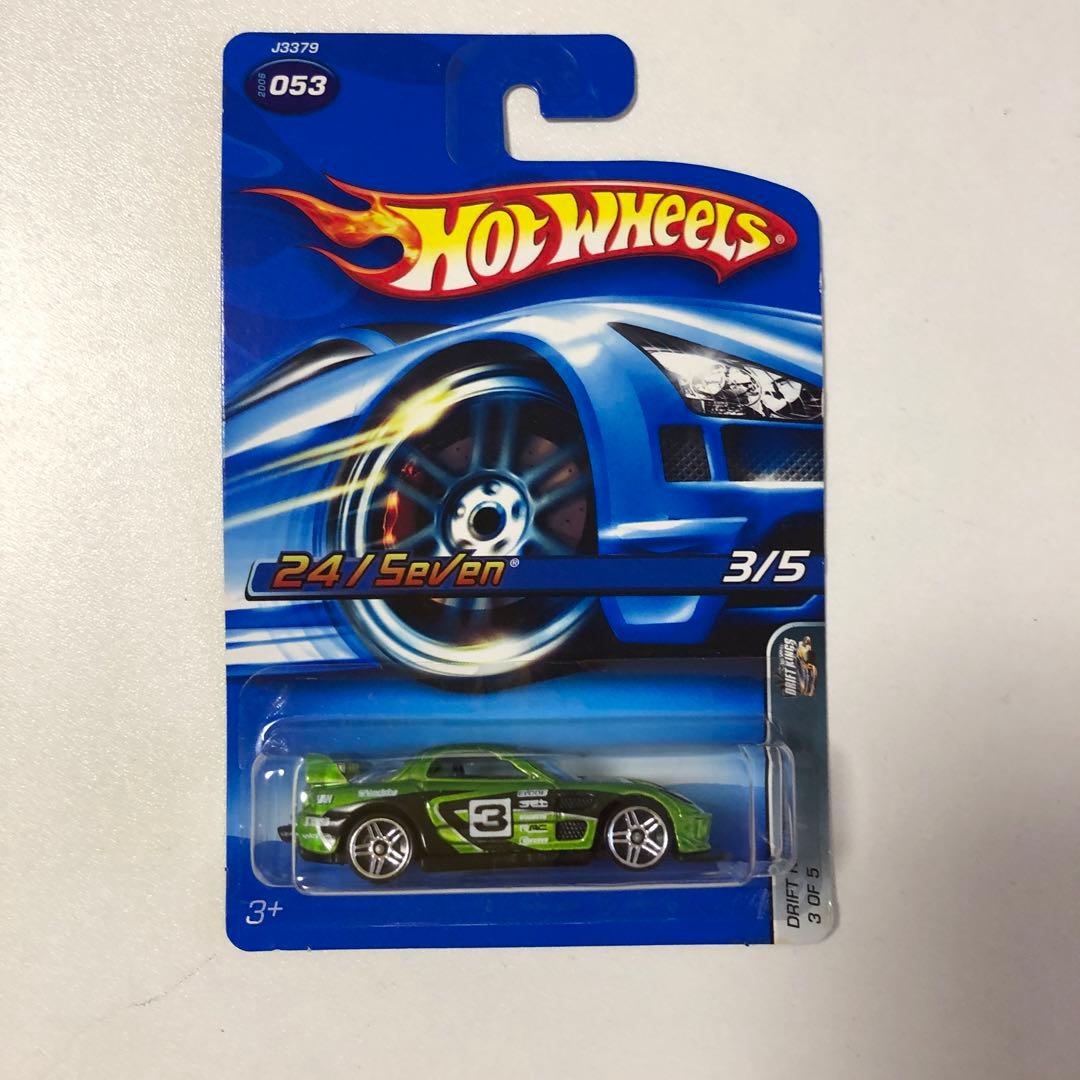 J3379
2006
053
HOT WHEELS®
24/Seven®
3/5
DRIFT KINGS
3
DRIFT
3 OF 5
3+